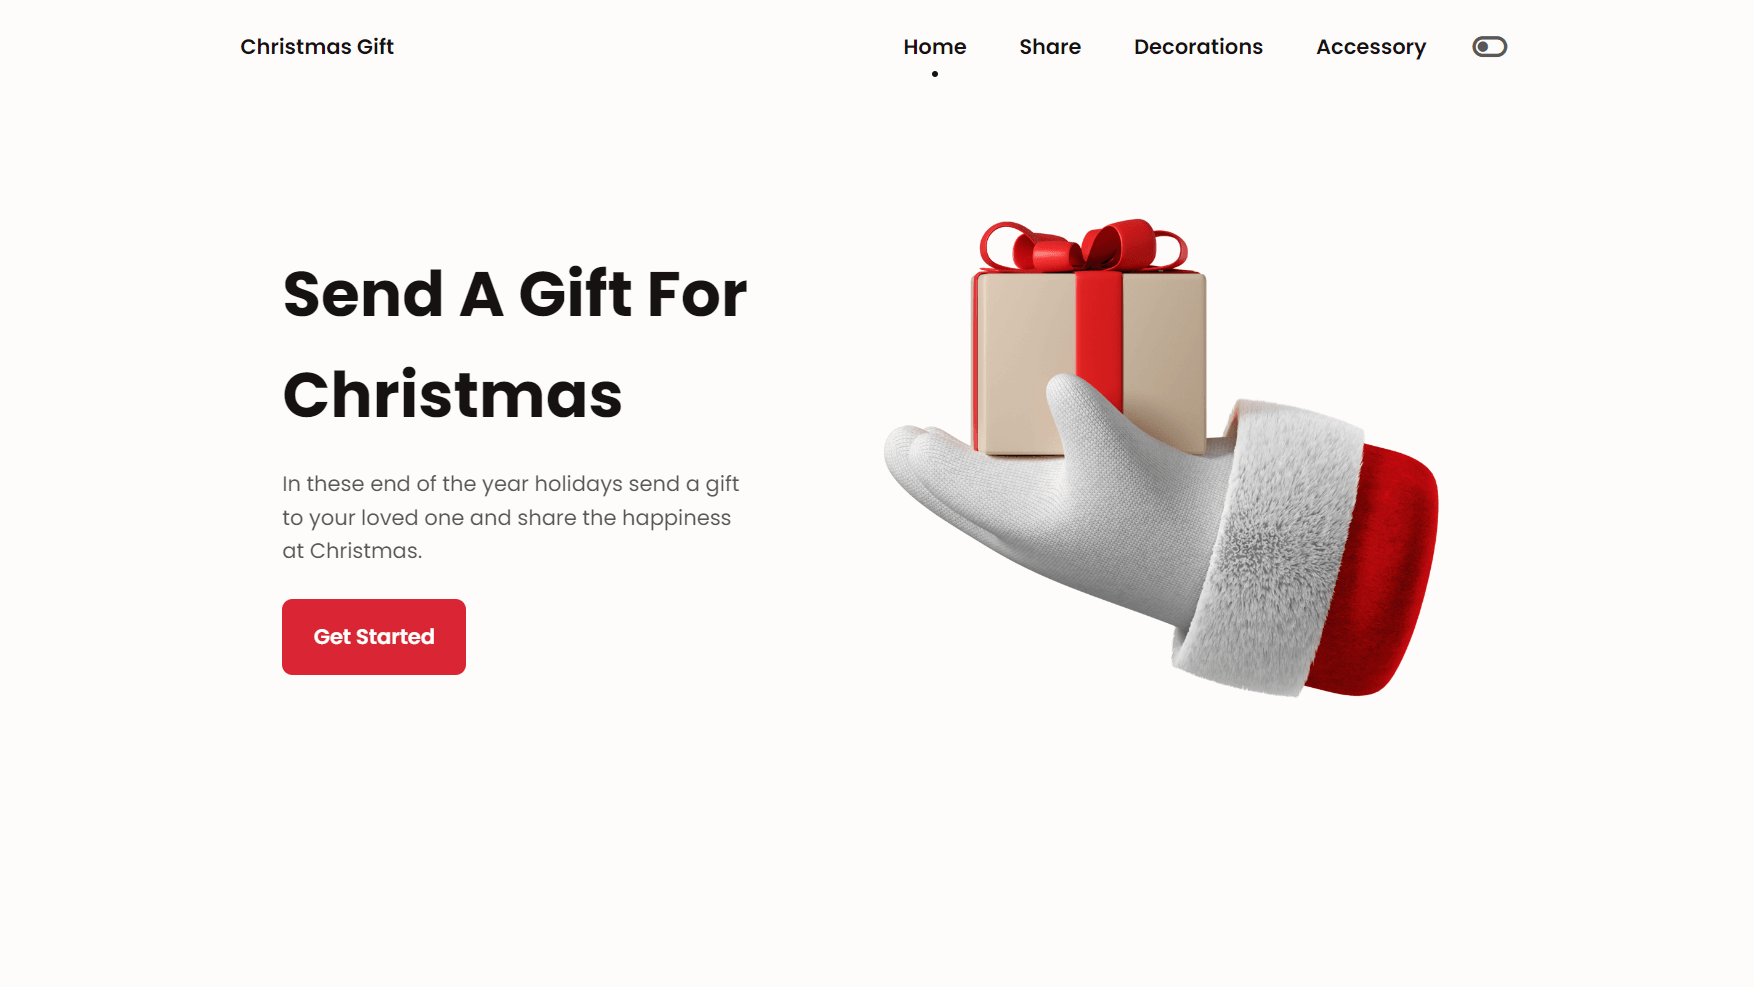 Christmas Gift
Home Share Decorations Accessory
Send A Gift For
Christmas
In these end of the year holidays send a gift
to your loved one and share the happiness
at Christmas.
Get Started